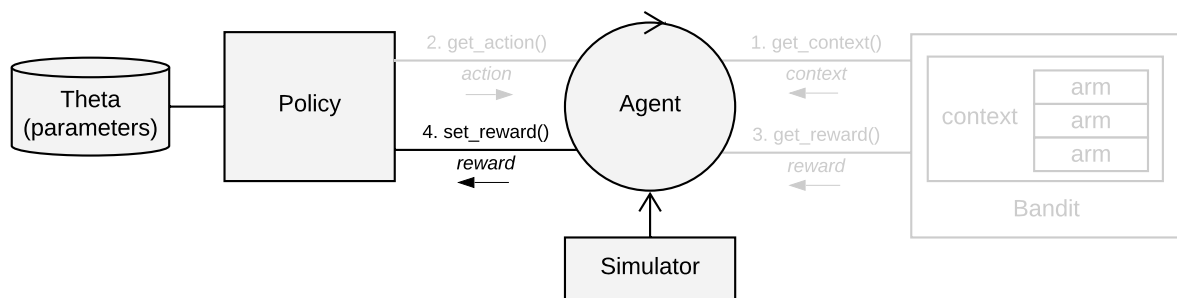 Theta
(parameters)
Policy
2. get_action()
action
4. set_reward()
reward
Agent
1. get_context()
context
3. get_reward()
reward
context
arm
arm
arm
Bandit
Simulator